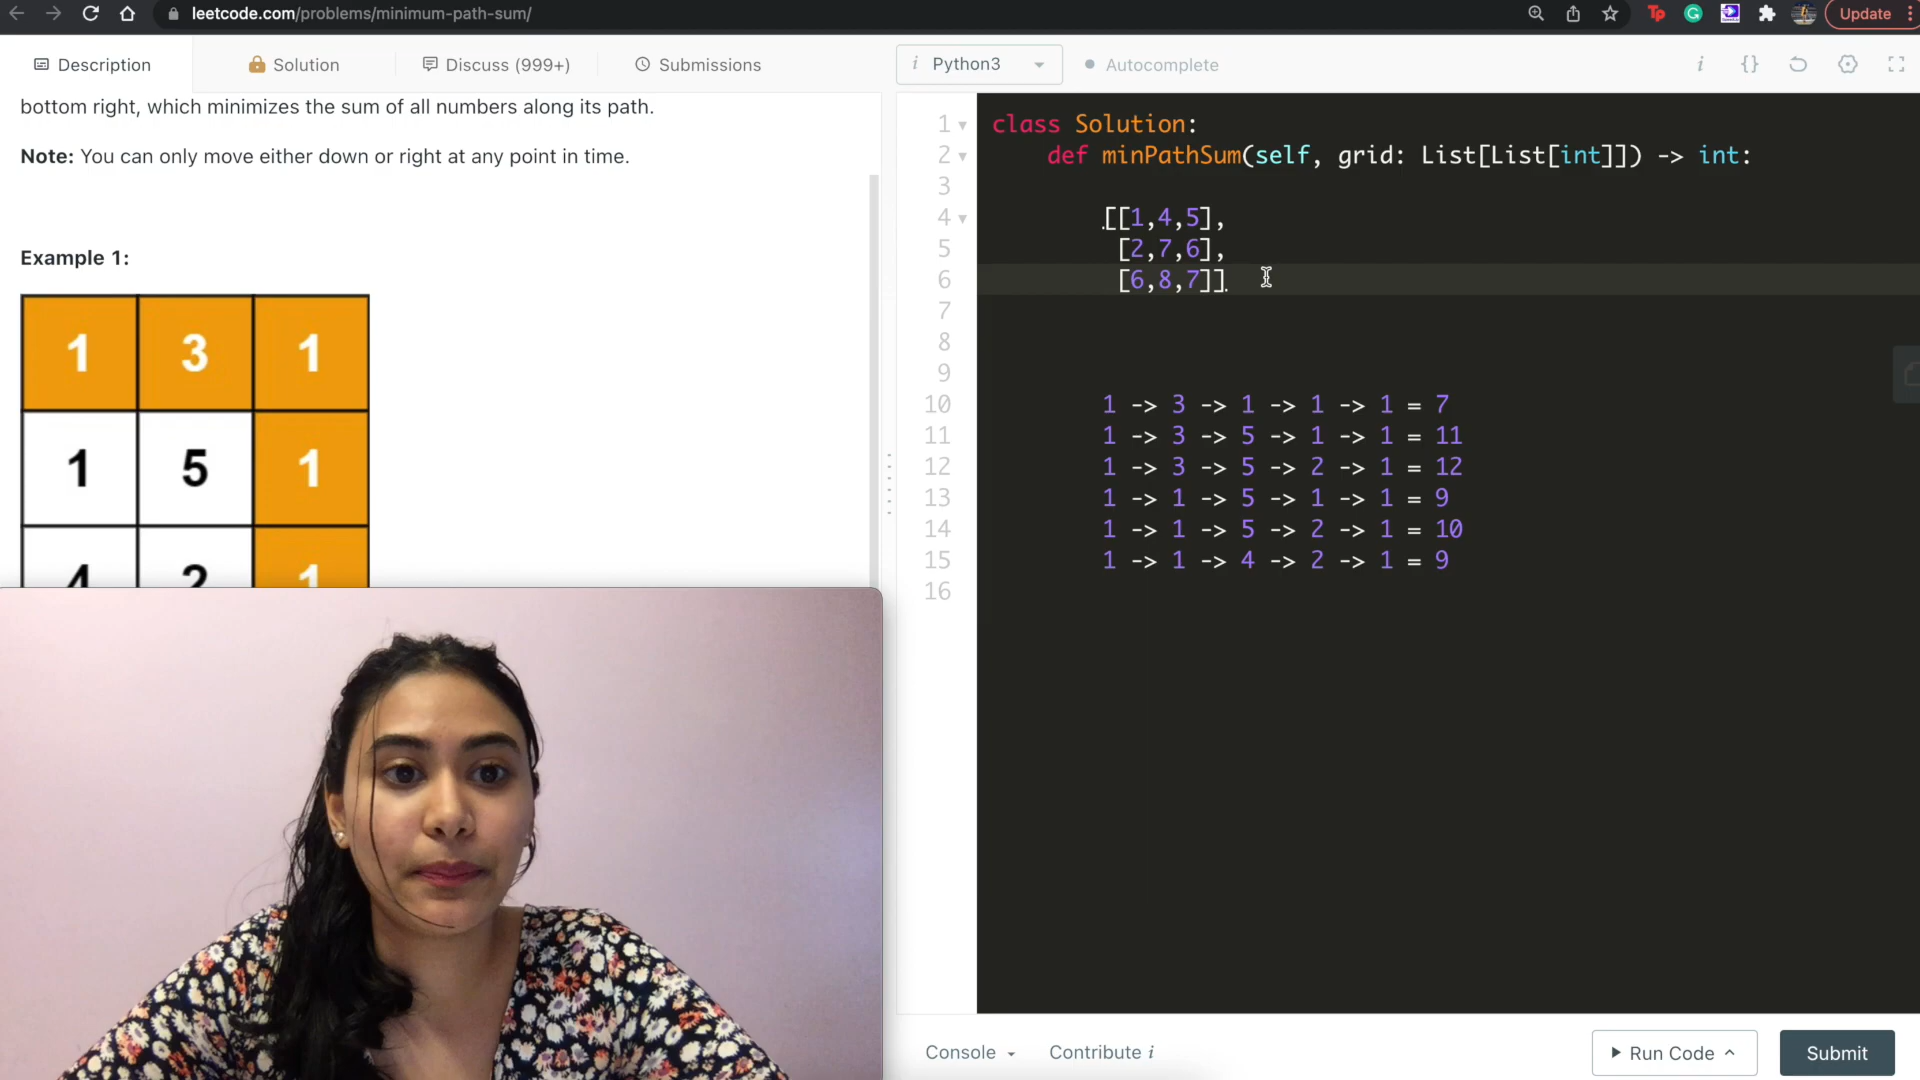 leetcode.com/problems/minimum-path-sum/
Tp
G
Update
Description
Solution
Discuss (999+)
Submissions
i Python3
Autocomplete
i {}
bottom right, which minimizes the sum of all numbers along its path.
Note: You can only move either down or right at any point in time.
Example 1:
1 3 1
1 5 1
4 2 1
1 class Solution:
2 def minPathSum(self, grid: List[List[int]]) -> int:
3
4 [[1,4,5],
5 [2,7,6],
6 [6,8,7]]
7
8
9
10 1 -> 3 -> 1 -> 1 -> 1 = 7
11 1 -> 3 -> 5 -> 1 -> 1 = 11
12 1 -> 3 -> 5 -> 2 -> 1 = 12
13 1 -> 1 -> 5 -> 1 -> 1 = 9
14 1 -> 1 -> 5 -> 2 -> 1 = 10
15 1 -> 1 -> 4 -> 2 -> 1 = 9
16
Console
Contribute i
Run Code
Submit